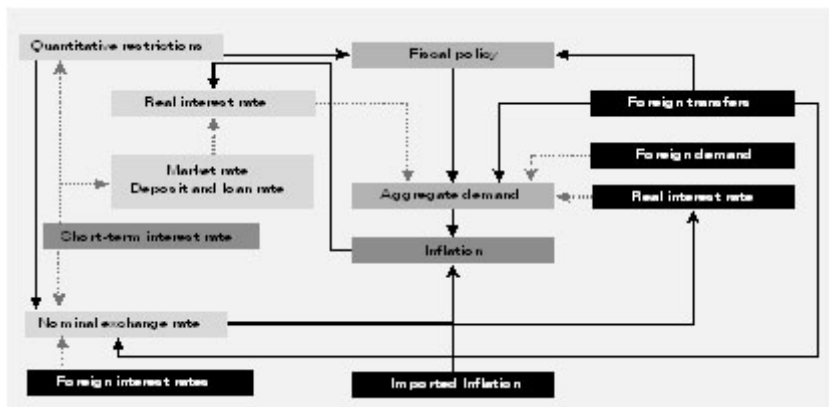 Quantitative restrictions
Fiscal policy
Real interest rate
Foreign transfers
Foreign demand
Market rate
Deposit and loan rate
Aggregate demand
Real interest rate
Short-term interest rate
Inflation
Nominal exchange rate
Foreign interest rates
Imported Inflation